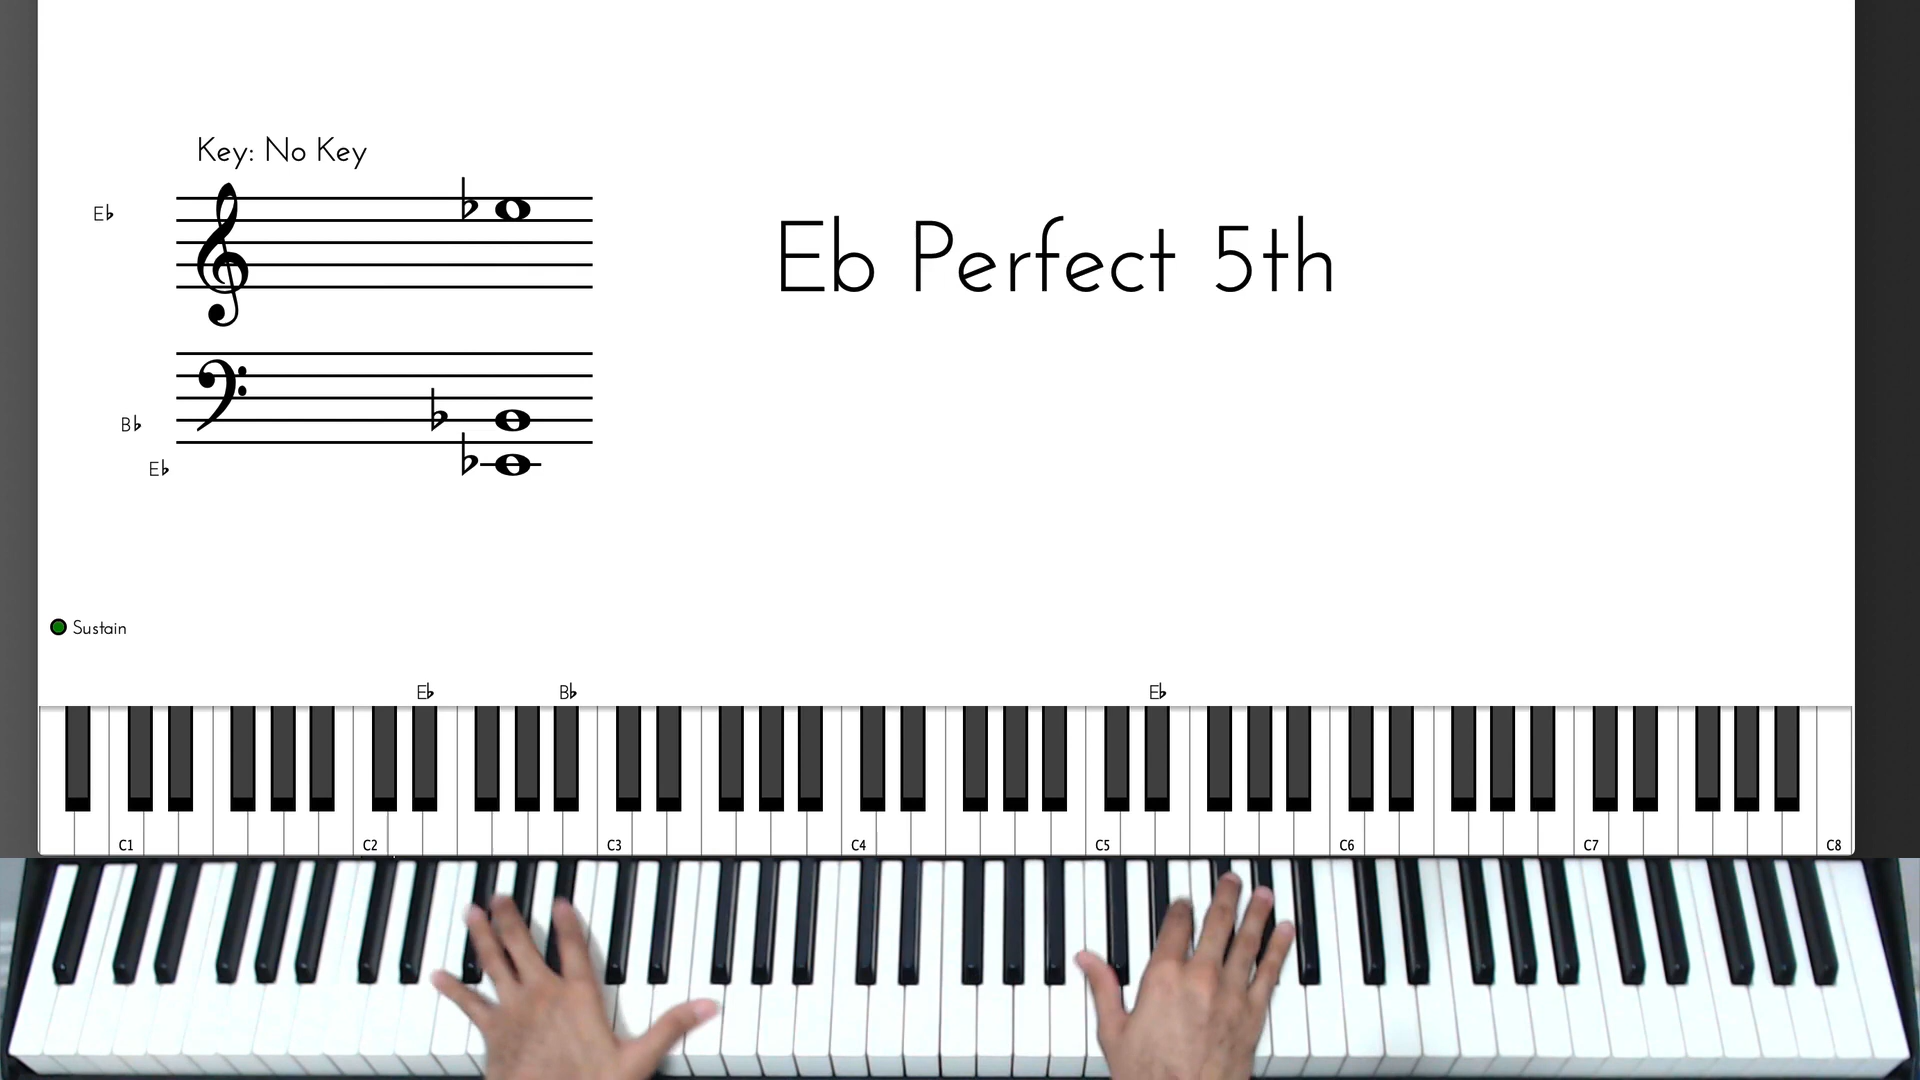 Key: No Key
E♭
Eb Perfect 5th
B♭
E♭
Sustain
E♭ B♭ E♭
C1 C2 C3 C4 C5 C6 C7 C8